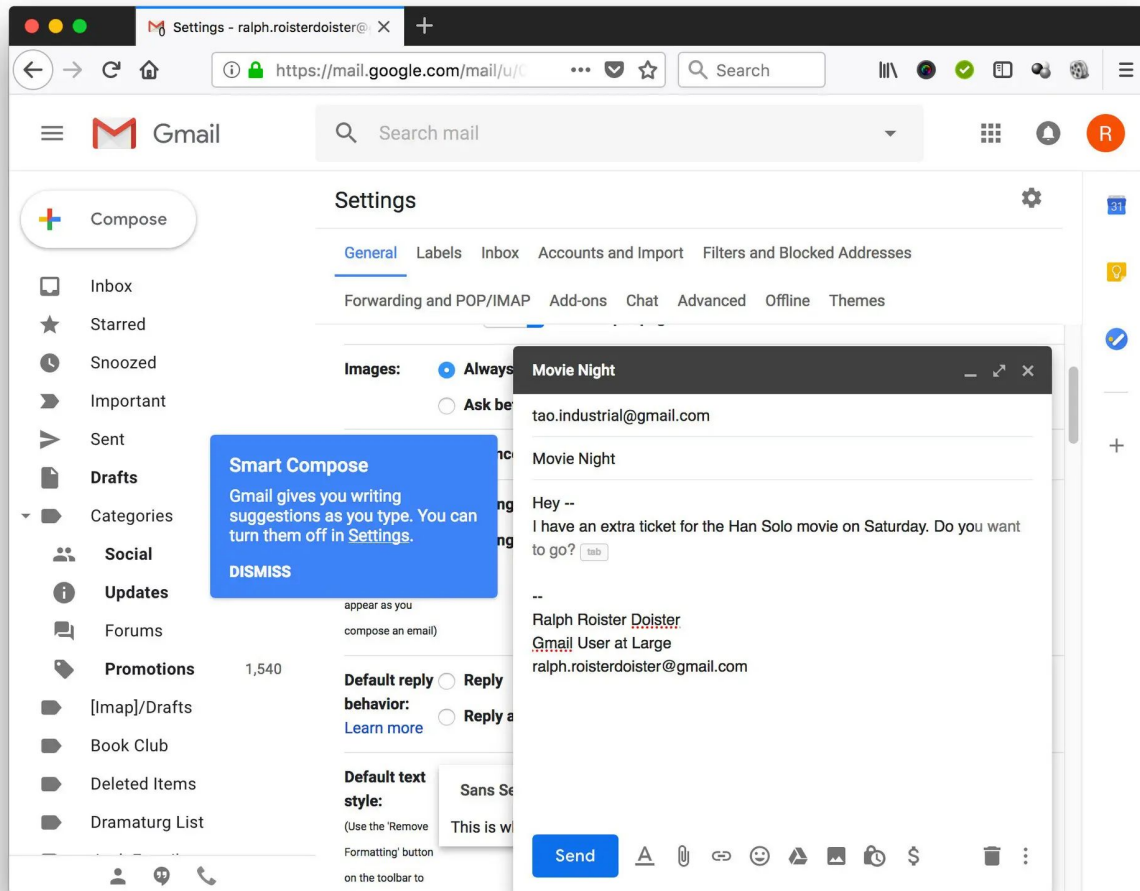 Settings - ralph.roisterdoister@
https://mail.google.com/mail/u/
Search
Gmail
Search mail
R
Compose
Inbox
Starred
Snoozed
Important
Sent
Drafts
Categories
Social
Updates
Forums
Promotions 1,540
[Imap]/Drafts
Book Club
Deleted Items
Dramaturg List
Settings
General Labels Inbox Accounts and Import Filters and Blocked Addresses
Forwarding and POP/IMAP Add-ons Chat Advanced Offline Themes
Images:
Always
Ask be
Smart Compose
Gmail gives you writing
suggestions as you type. You can
turn them off in Settings.
DISMISS
appear as you
compose an email)
Default reply
behavior:
Learn more
Reply
Reply a
Default text
style:
(Use the 'Remove
Formatting' button
on the toolbar to
Sans Se
This is w
Movie Night
tao.industrial@gmail.com
Movie Night
Hey --
I have an extra ticket for the Han Solo movie on Saturday. Do you want
to go? tab
--
Ralph Roister Doister
Gmail User at Large
ralph.roisterdoister@gmail.com
Send
31